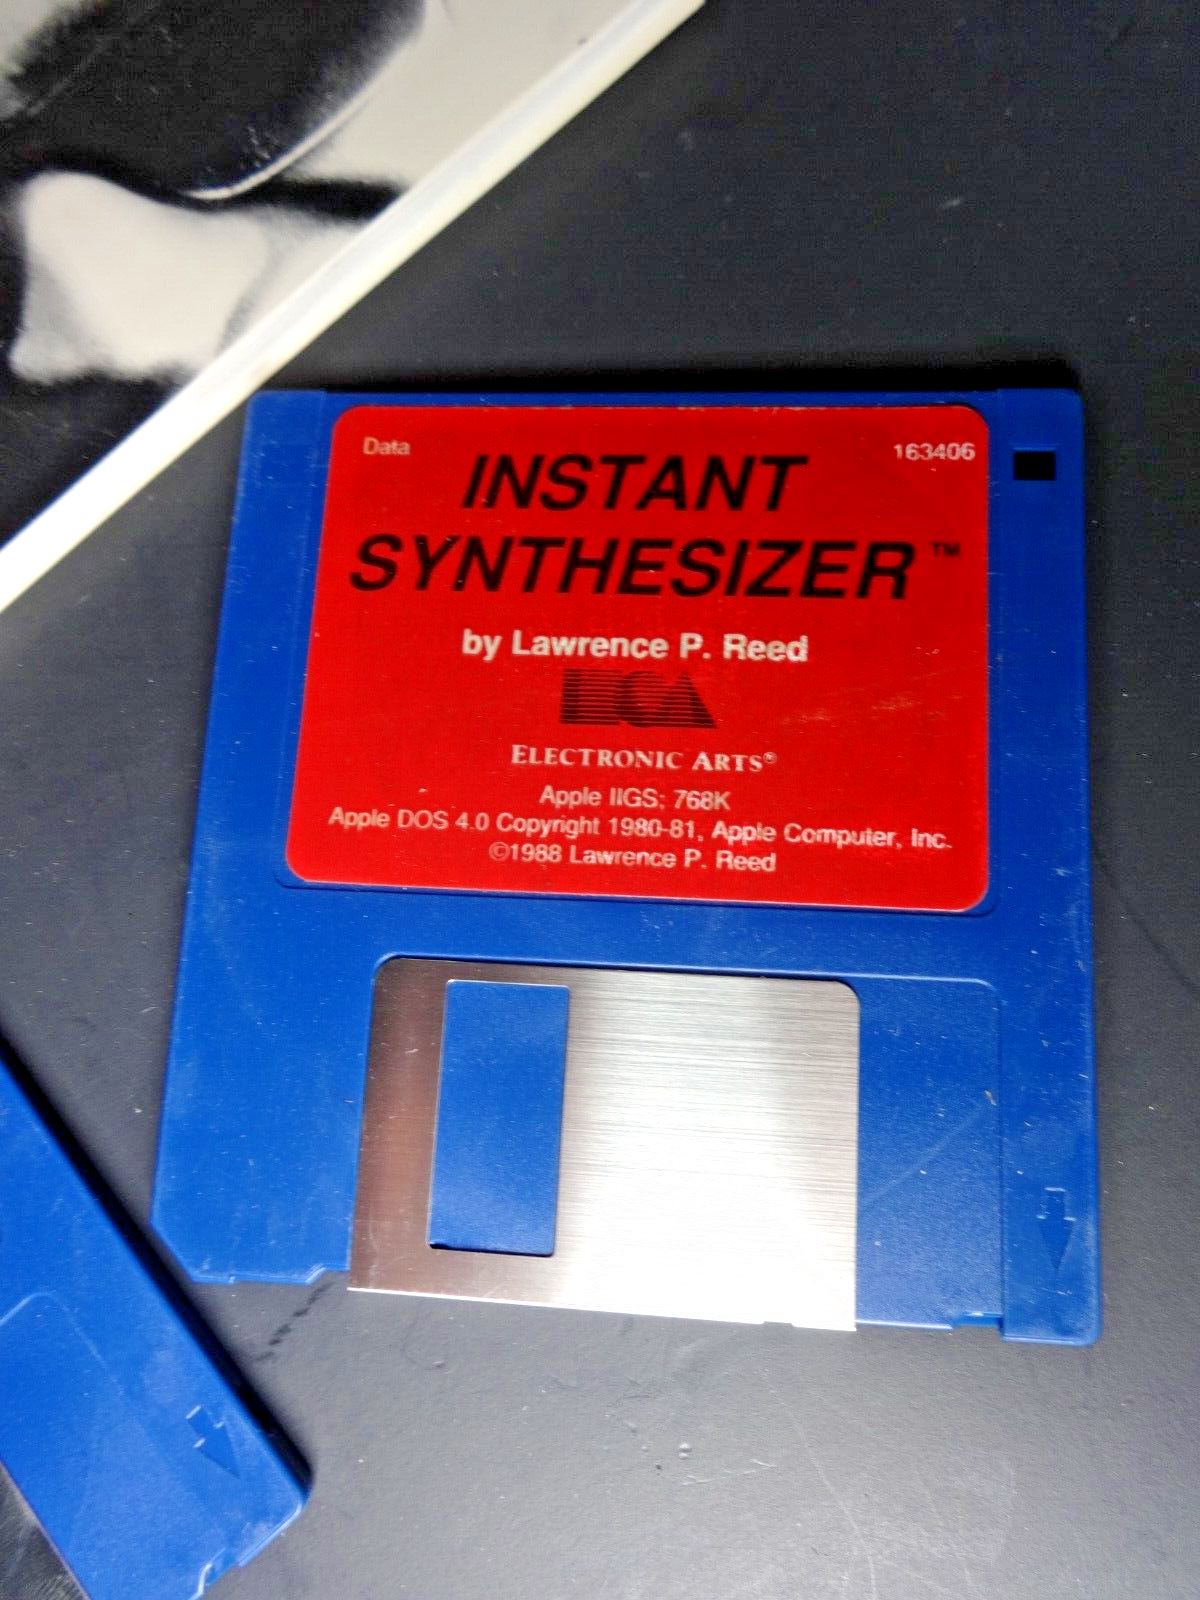 Data
163406
INSTANT
SYNTHESIZER™
by Lawrence P. Reed
ECA
ELECTRONIC ARTS®
Apple IIGS: 768K
Apple DOS 4.0 Copyright 1980-81, Apple Computer, Inc.
©1988 Lawrence P. Reed